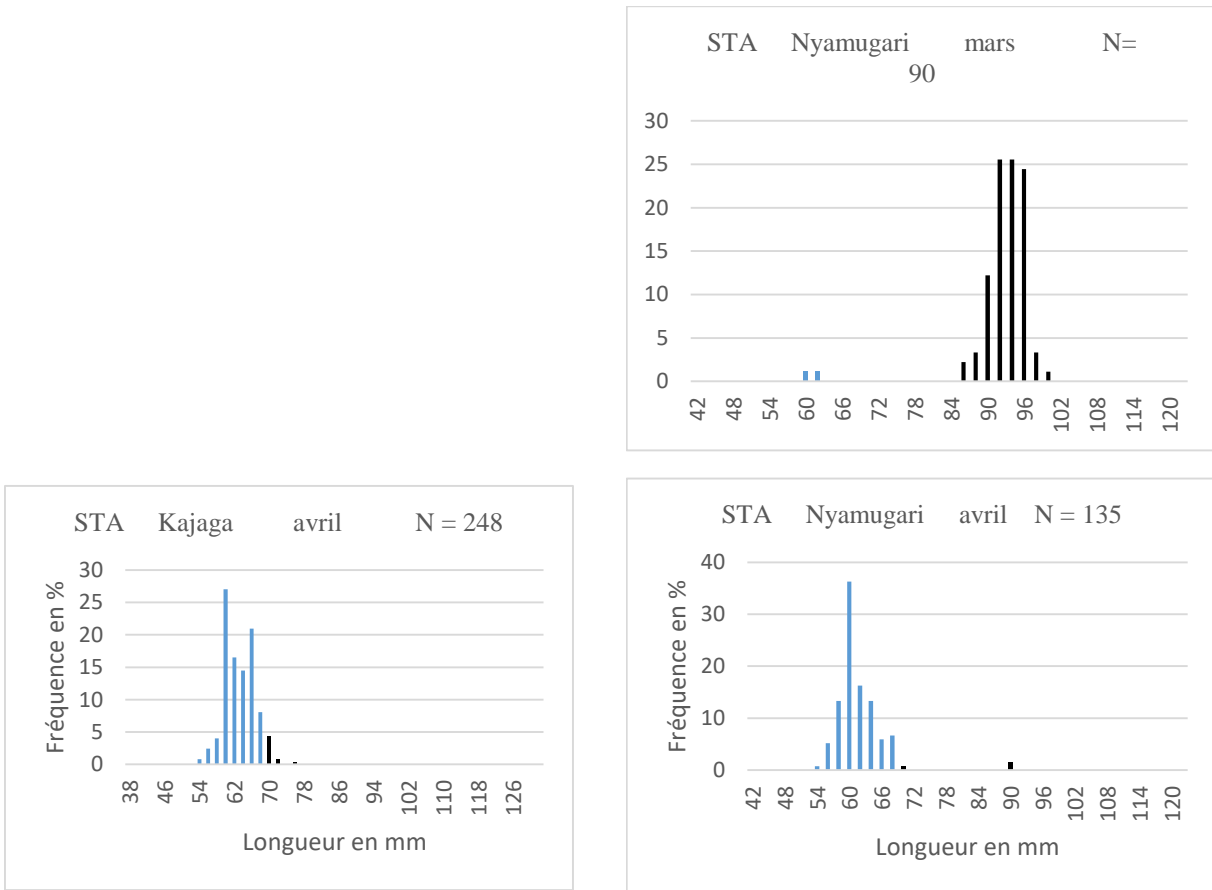 STA Nyamugari mars N=
90
30
25
20
15
10
5
0
42 48 54 60 66 72 78 84 90 96 102 108 114 120
STA Kajaga avril N = 248
Fréquence en %
30
25
20
15
10
5
0
38 46 54 62 70 78 86 94 102 110 118 126
Longueur en mm
STA Nyamugari avril N = 135
Fréquence en %
40
30
20
10
0
42 48 54 60 66 72 78 84 90 96 102 108 114 120
Longueur en mm